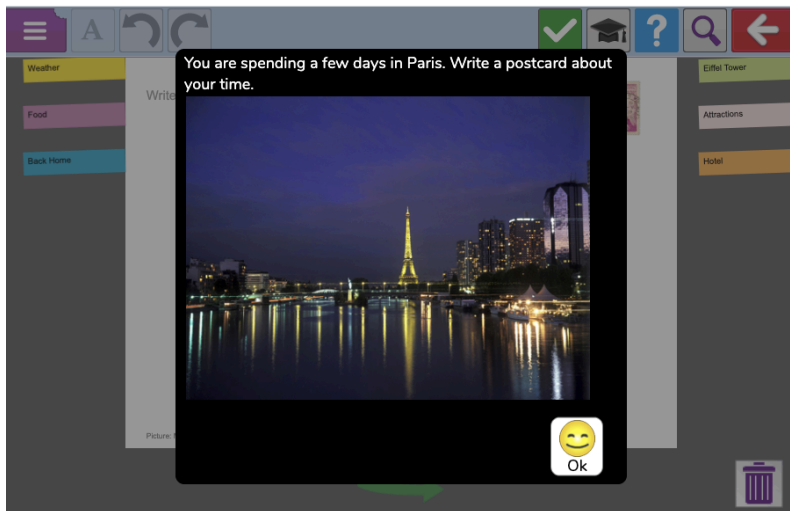 A
?
You are spending a few days in Paris. Write a postcard about
your time.
Weather
Food
Back Home
Write
Eiffel Tower
Attractions
Hotel
Picture:
Ok